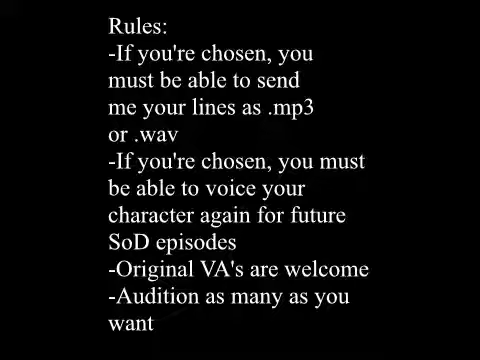 Rules:
-If you're chosen, you
must be able to send
me your lines as .mp3
or .wav
-If you're chosen, you must
be able to voice your
character again for future
SoD episodes
-Original VA's are welcome
-Audition as many as you
want